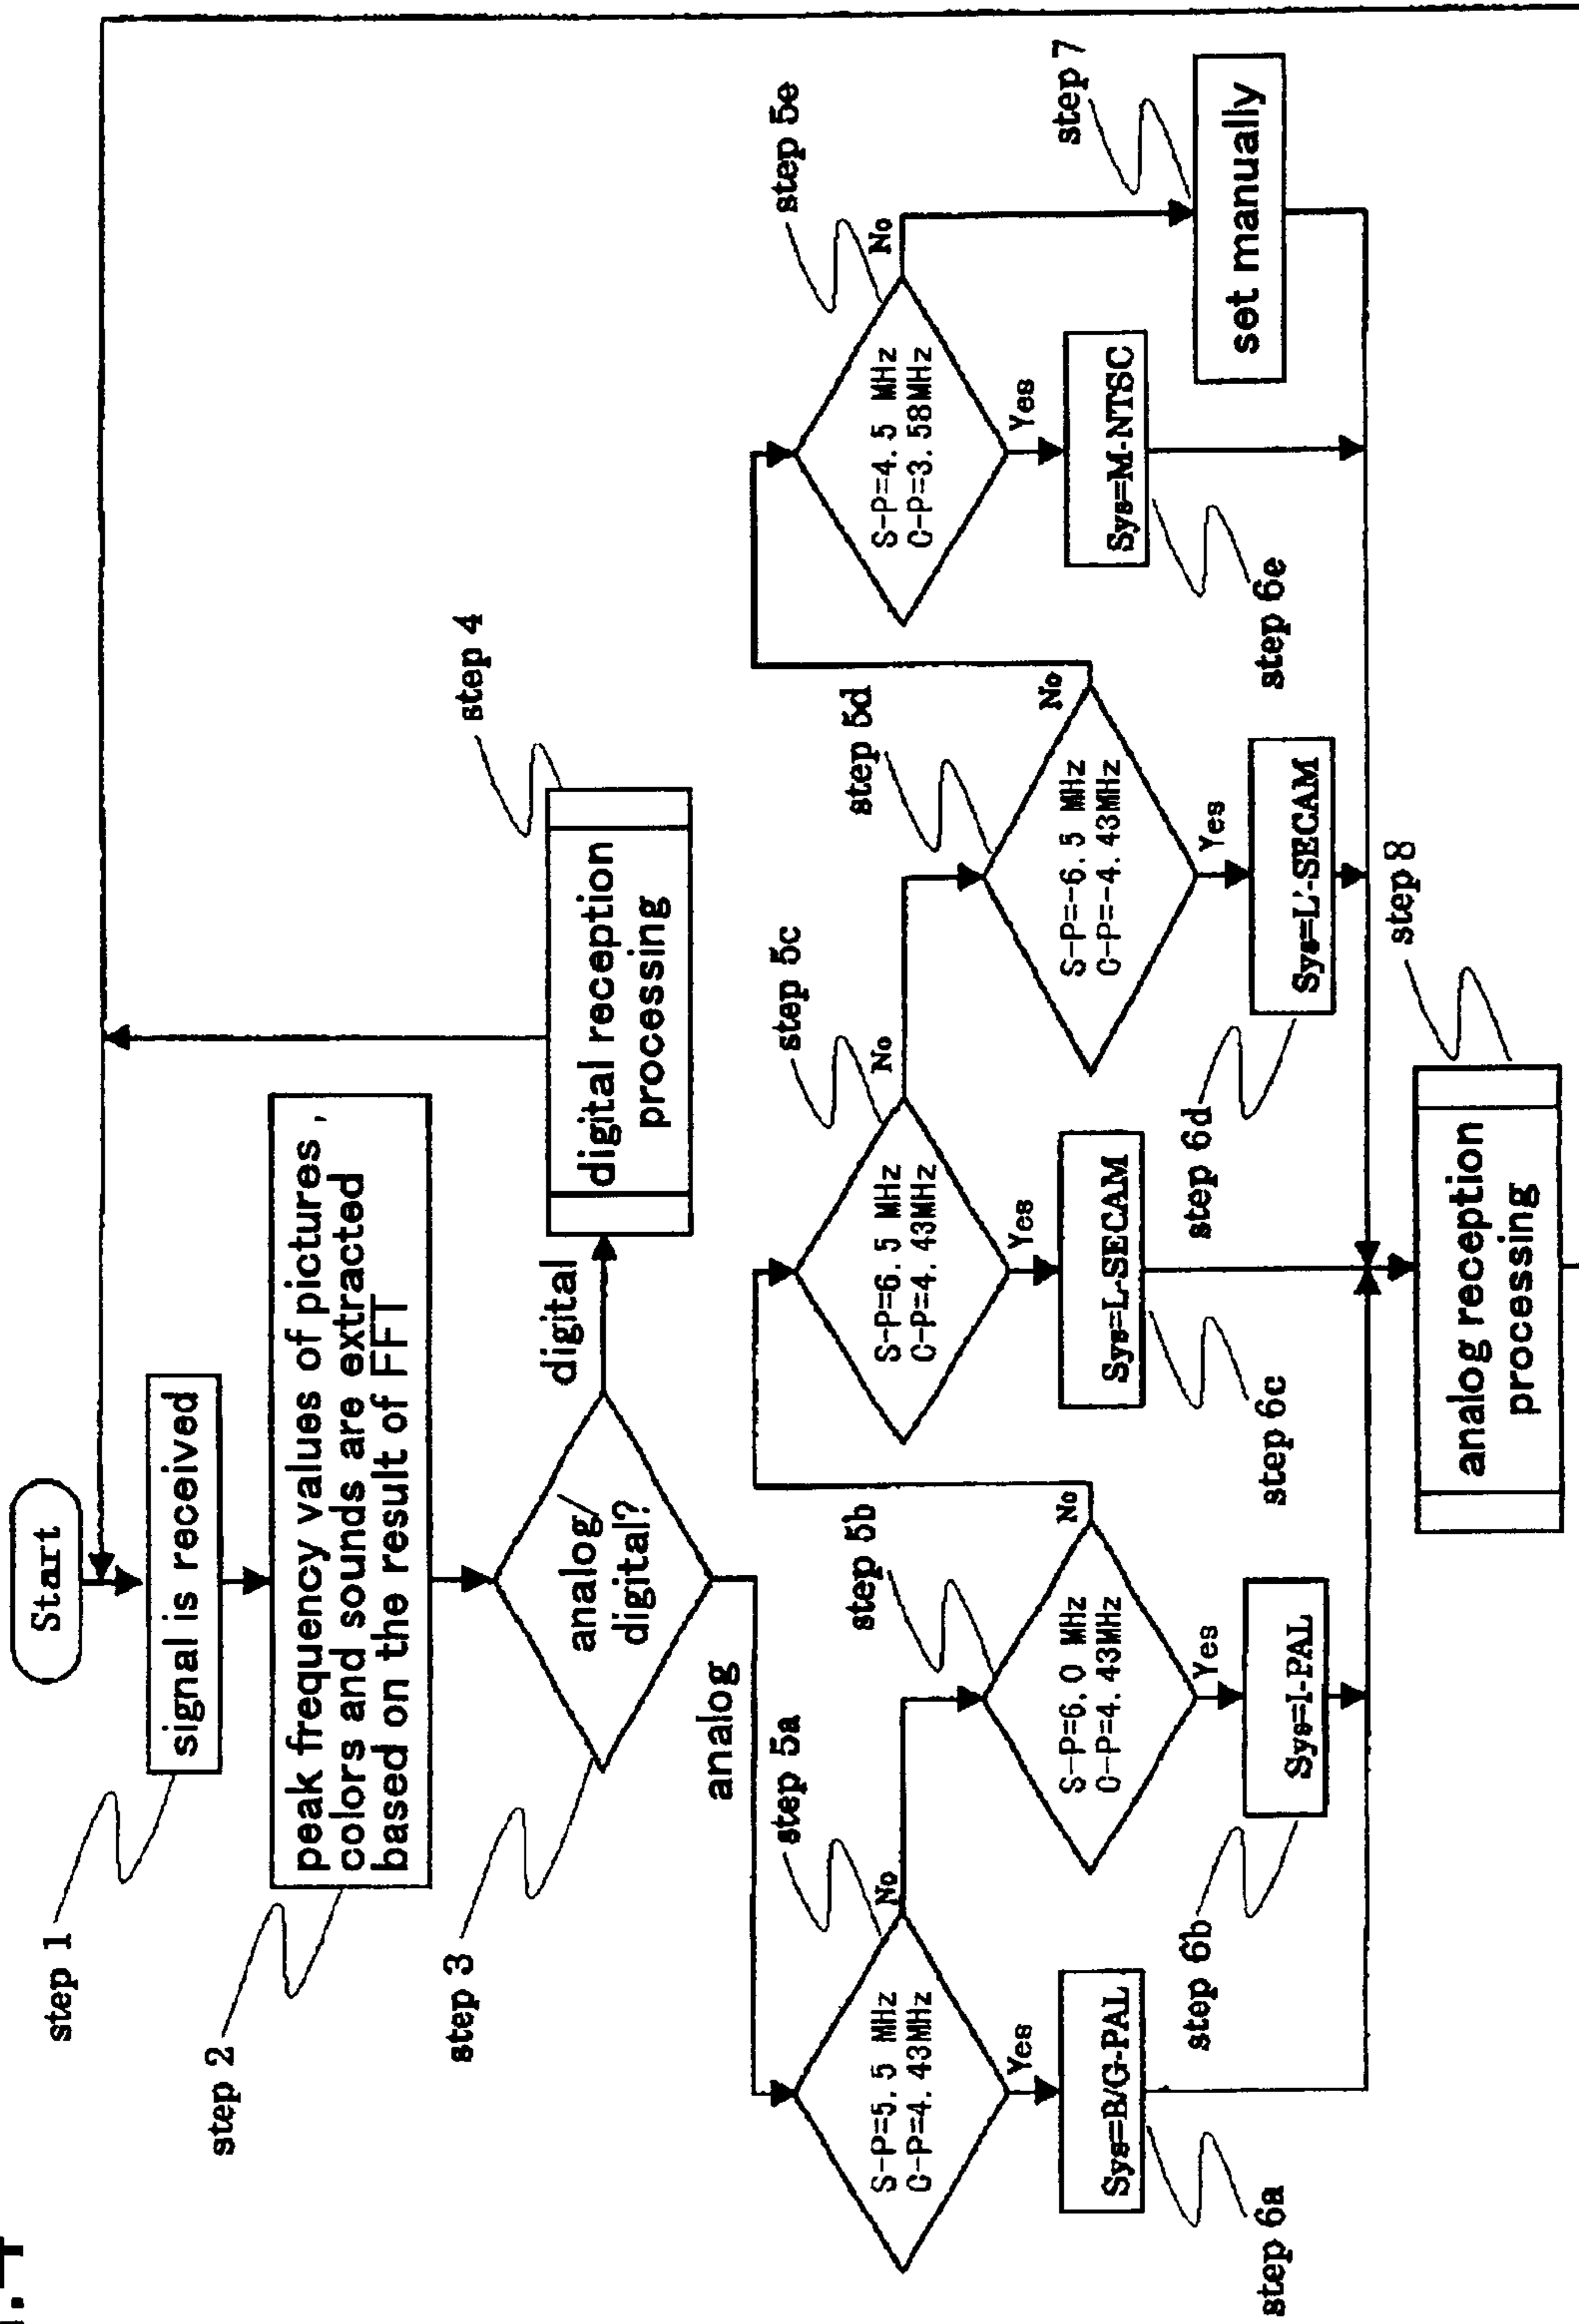 Start
step 1
signal is received
step 2
peak frequency values of pictures,
colors and sounds are extracted
based on the result of FFT
step 3
analog/
digital?
digital
step 4
digital reception
processing
analog
step 5a
S-P=5.5 MHz
C-P=4.43MHz
No
Yes
step 6a
Sys=B/G-PAL
step 5b
S-P=6.0 MHz
C-P=4.43MHz
No
Yes
step 6b
Sys=I-PAL
step 5c
S-P=6.5 MHz
C-P=4.43MHz
No
Yes
step 6c
Sys=L-SECAM
step 5d
S-P=-6.5 MHz
C-P=-4.43MHz
No
Yes
step 6d
Sys=L'-SECAM
step 5e
S-P=4.5 MHz
C-P=3.58MHz
No
Yes
step 6e
Sys=M-NTSC
step 7
set manually
step 8
analog reception
processing